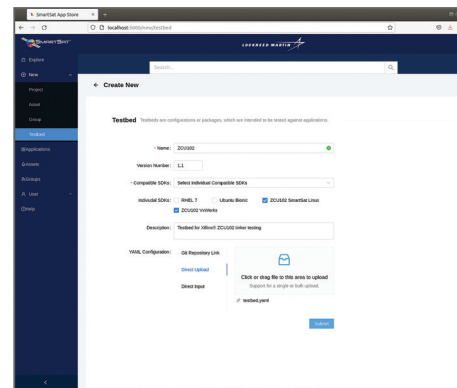 SmartSat App Store
localhost:3000/new/testbed
SMARTSAT
LOCKHEED MARTIN
Explore
Search...
New
← Create New
Project
Asset
Group
Testbed Testbeds are configurations or packages, which are intended to be tested against applications.
Testbed
* Name: ZCU102
Applications
Version Number: 1.1
Assets
* Compatible SDKs: Select Individual Compatible SDKs
Groups
Individual SDKs: RHEL 7 Ubuntu Bionic ZCU102 SmartSat Linux
User
ZCU102 VxWorks
Help
Description: Testbed for Xilinx® ZCU102 linker testing
YAML Configuration: Git Repository Link
Direct Upload
Click or drag file to this area to upload
Direct Input
Support for a single or bulk upload.
testbed.yaml
Submit